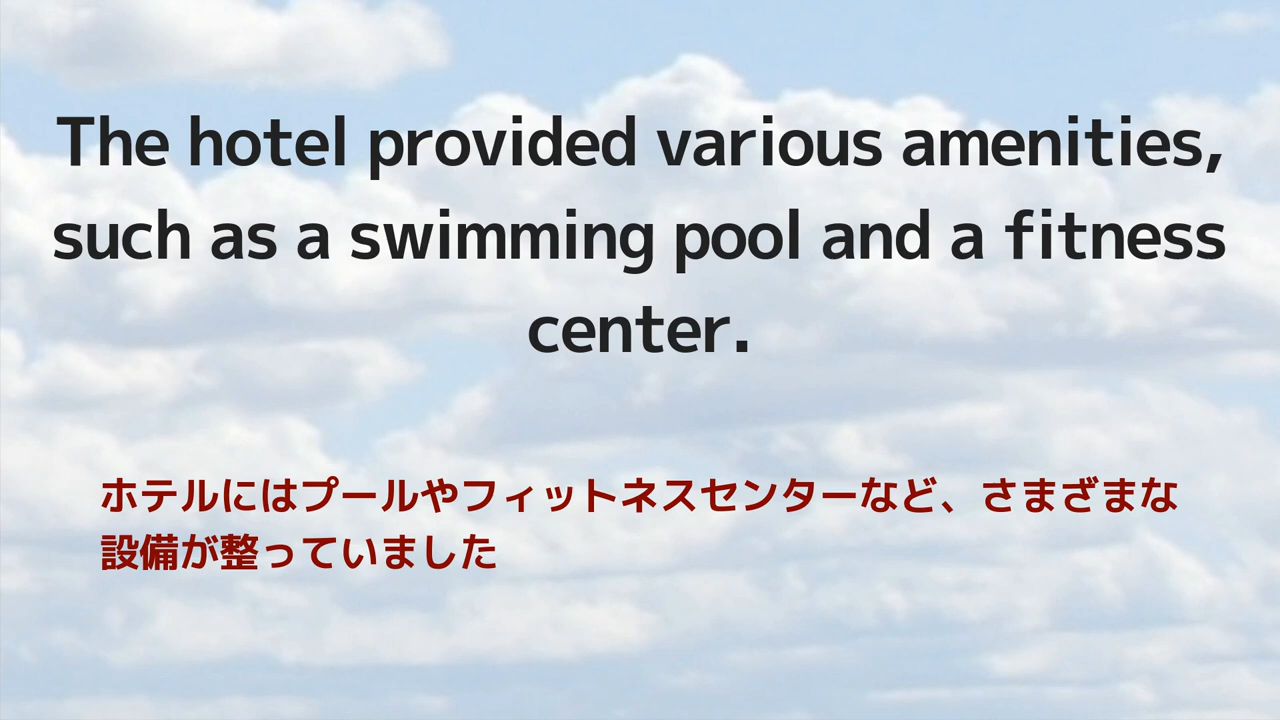 The hotel provided various amenities,
such as a swimming pool and a fitness
center.
ホテルにはプールやフィットネスセンターなど、さまざまな
設備が整っていました